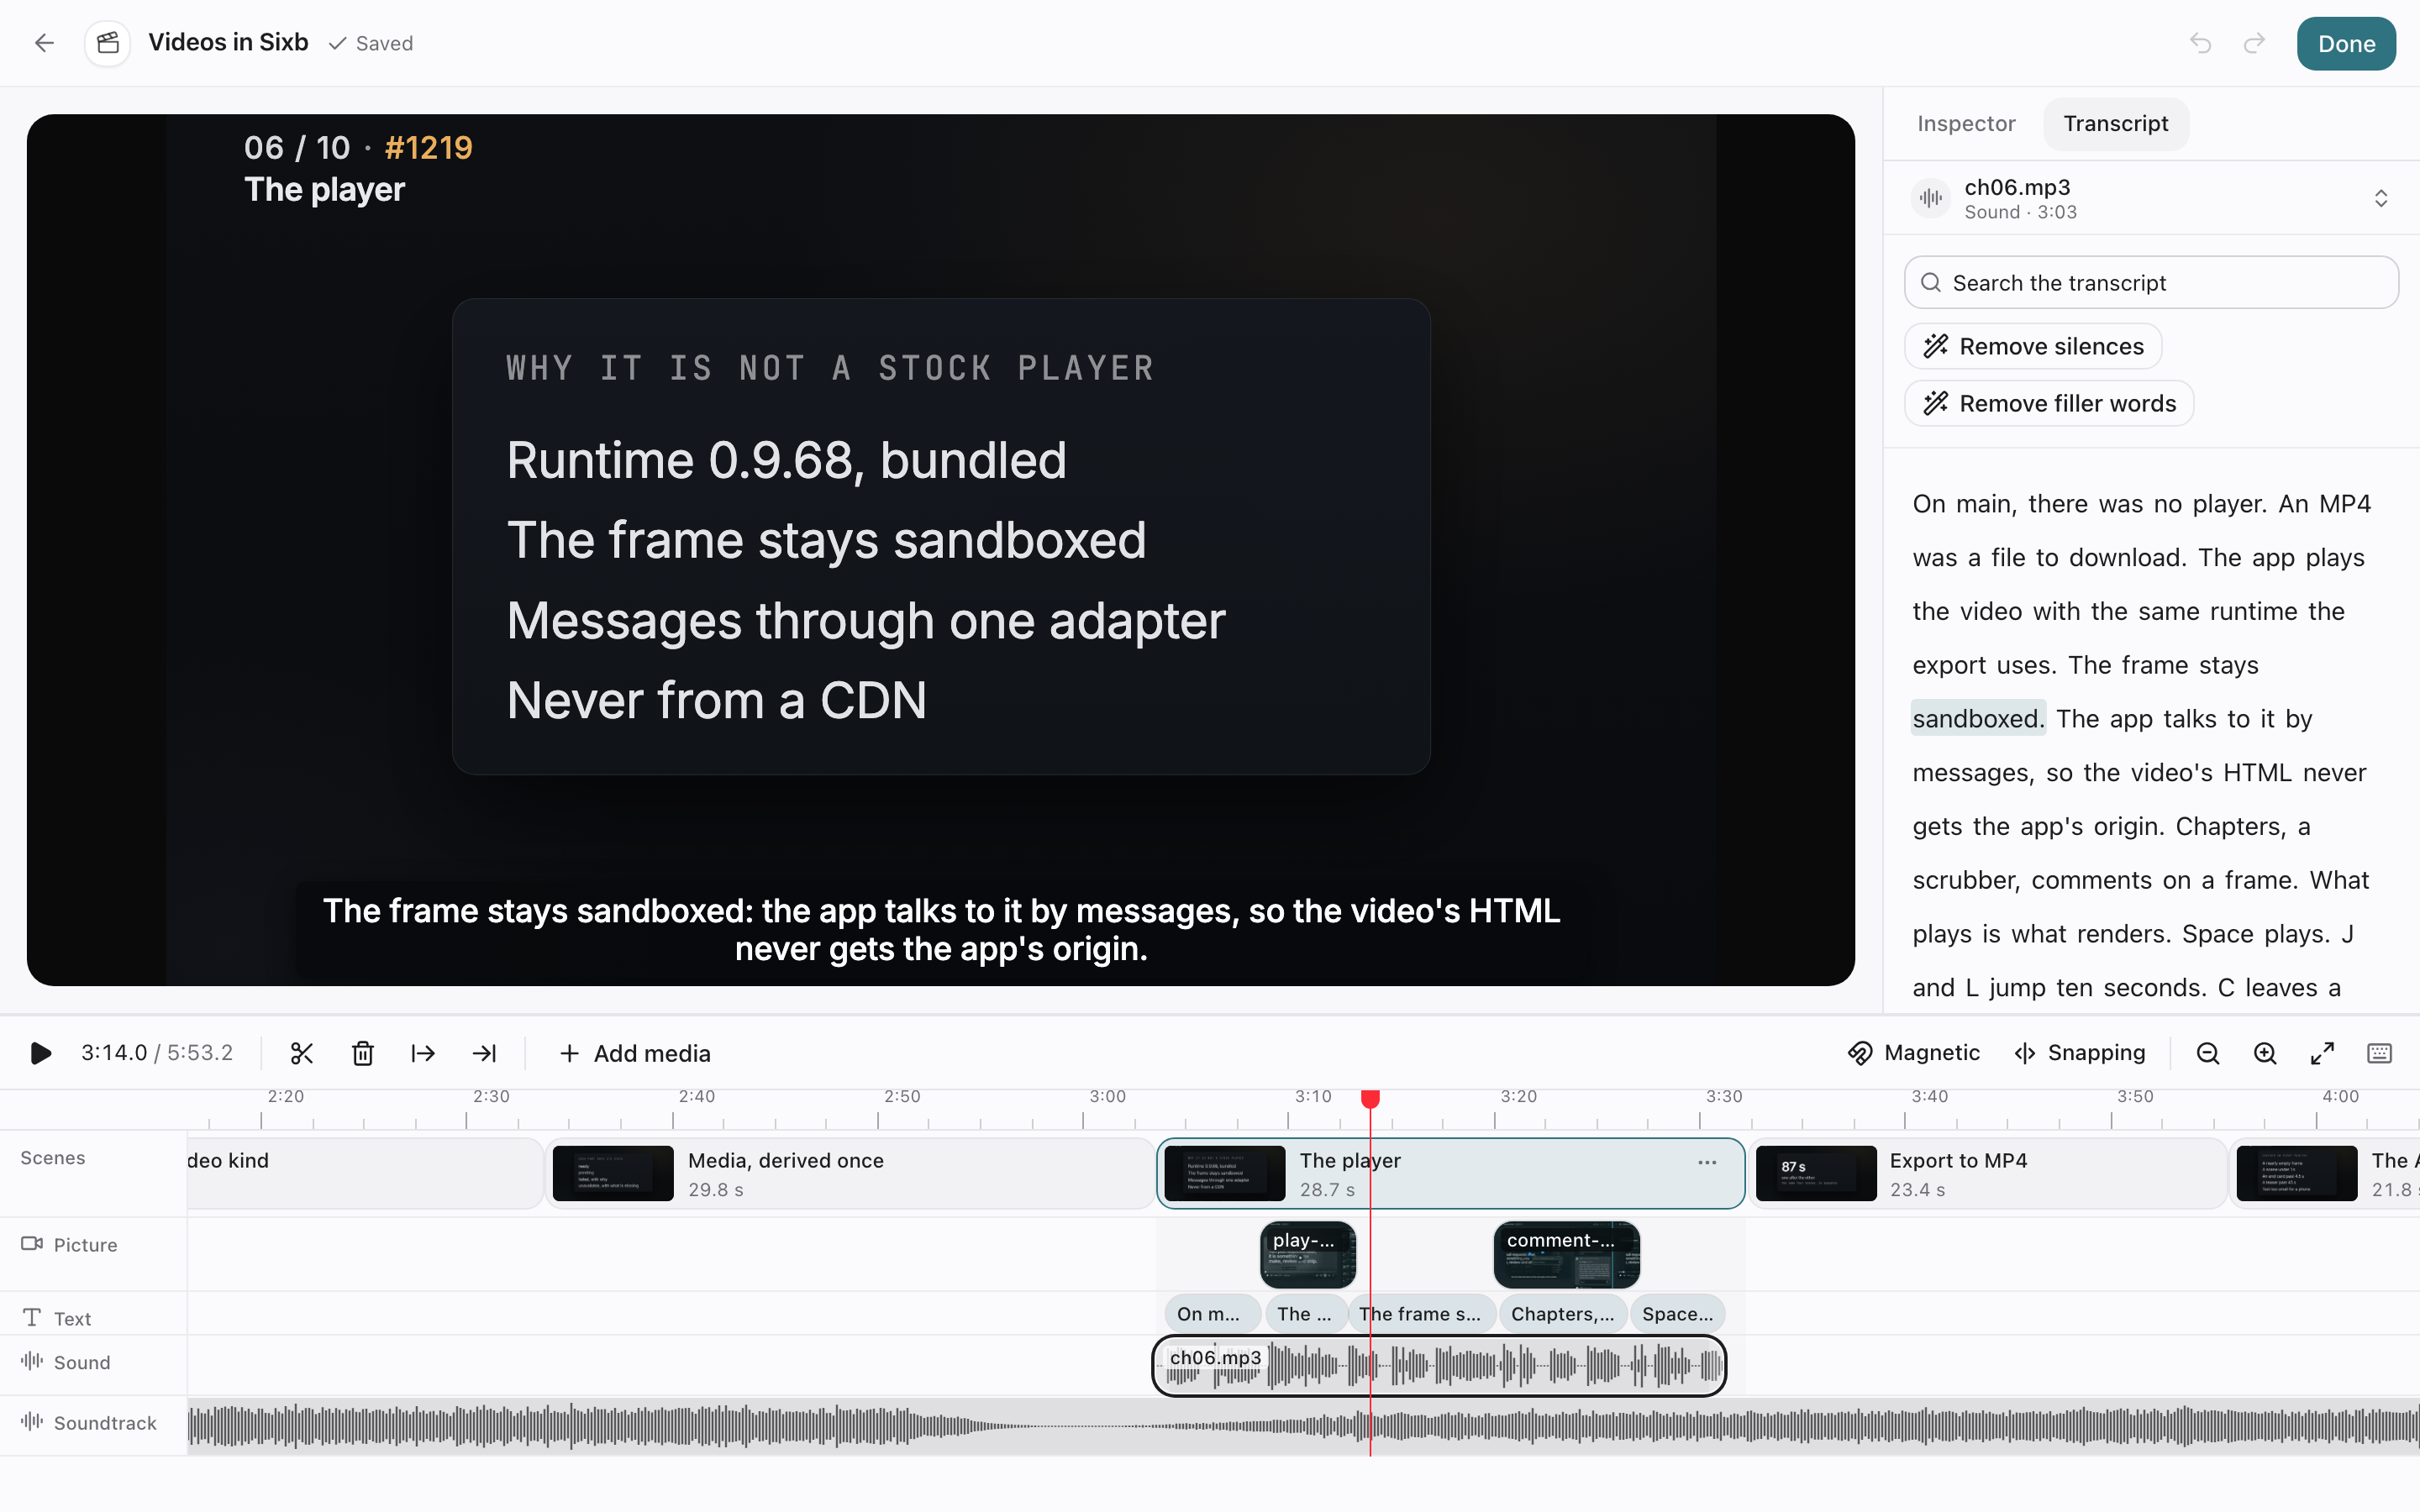 Videos in Sixb
Saved
Done
06 / 10 · #1219
The player
WHY IT IS NOT A STOCK PLAYER
Runtime 0.9.68, bundled
The frame stays sandboxed
Messages through one adapter
Never from a CDN
The frame stays sandboxed: the app talks to it by messages, so the video's HTML
never gets the app's origin.
Inspector
Transcript
ch06.mp3
Sound · 3:03
Search the transcript
Remove silences
Remove filler words
On main, there was no player. An MP4
was a file to download. The app plays
the video with the same runtime the
export uses. The frame stays
sandboxed. The app talks to it by
messages, so the video's HTML never
gets the app's origin. Chapters, a
scrubber, comments on a frame. What
plays is what renders. Space plays. J
and L jump ten seconds. C leaves a
3:14.0 / 5:53.2
Add media
Magnetic
Snapping
2:20 2:30 2:40 2:50 3:00 3:10 3:20 3:30 3:40 3:50 4:00
Scenes
deo kind
Media, derived once
29.8 s
The player
28.7 s
Export to MP4
23.4 s
87 s
The A
21.8
Picture
play-...
comment-...
Text
On m...
The ...
The frame s...
Chapters,...
Space...
Sound
ch06.mp3
Soundtrack